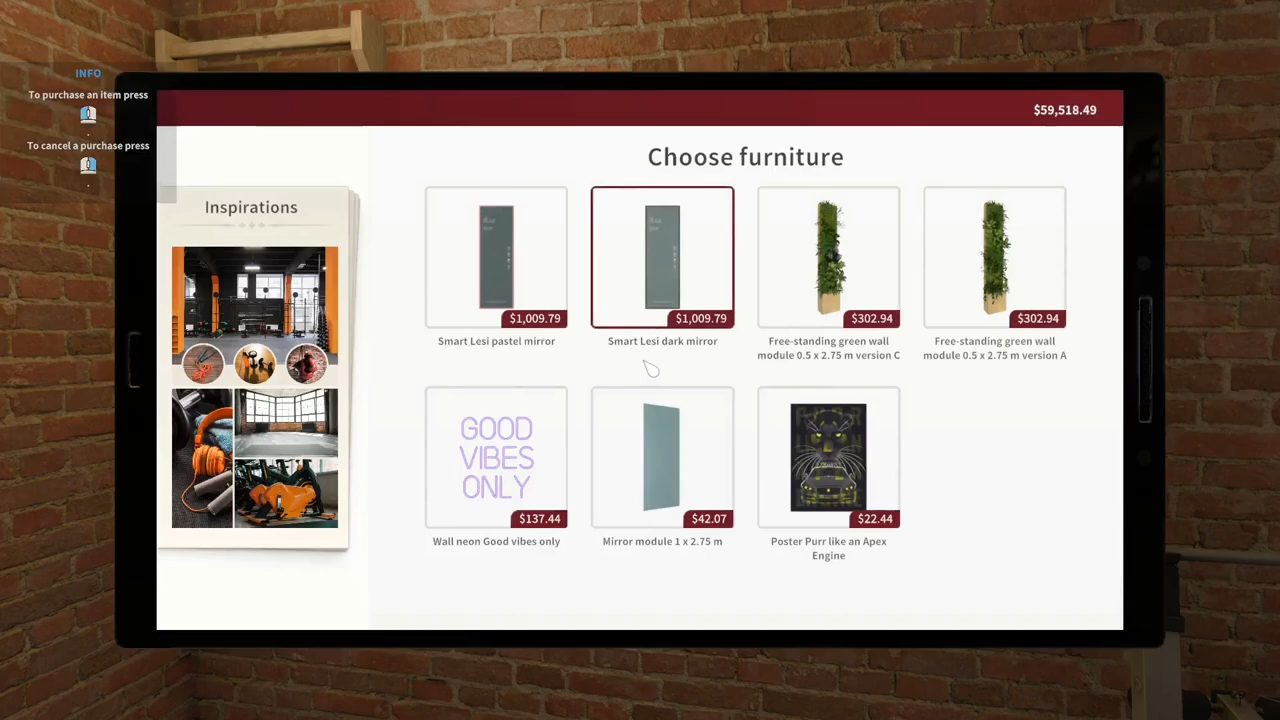 INFO
To purchase an item press
.
To cancel a purchase press
.
$59,518.49
Choose furniture
Inspirations
$1,009.79
$1,009.79
$302.94
$302.94
Smart Lesi pastel mirror
Smart Lesi dark mirror
Free-standing green wall
module 0.5 x 2.75 m version C
Free-standing green wall
module 0.5 x 2.75 m version A
GOOD
VIBES
ONLY
$137.44
$42.07
$22.44
Wall neon Good vibes only
Mirror module 1 x 2.75 m
Poster Purr like an Apex
Engine